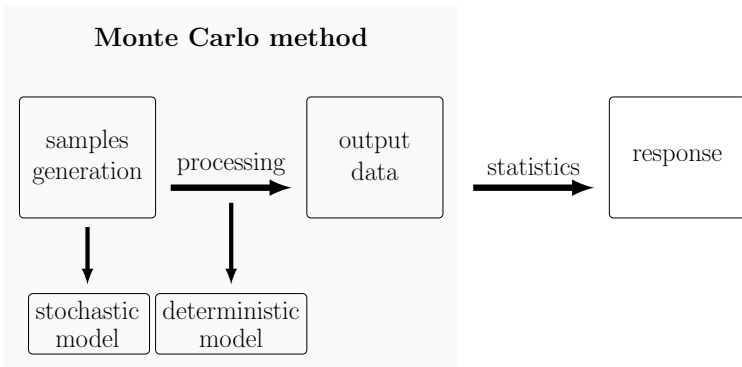 Monte Carlo method
samples
generation
processing
output
data
statistics
response
stochastic
model
deterministic
model